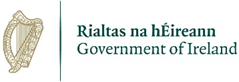 Rialtas na hÉireann
Government of Ireland